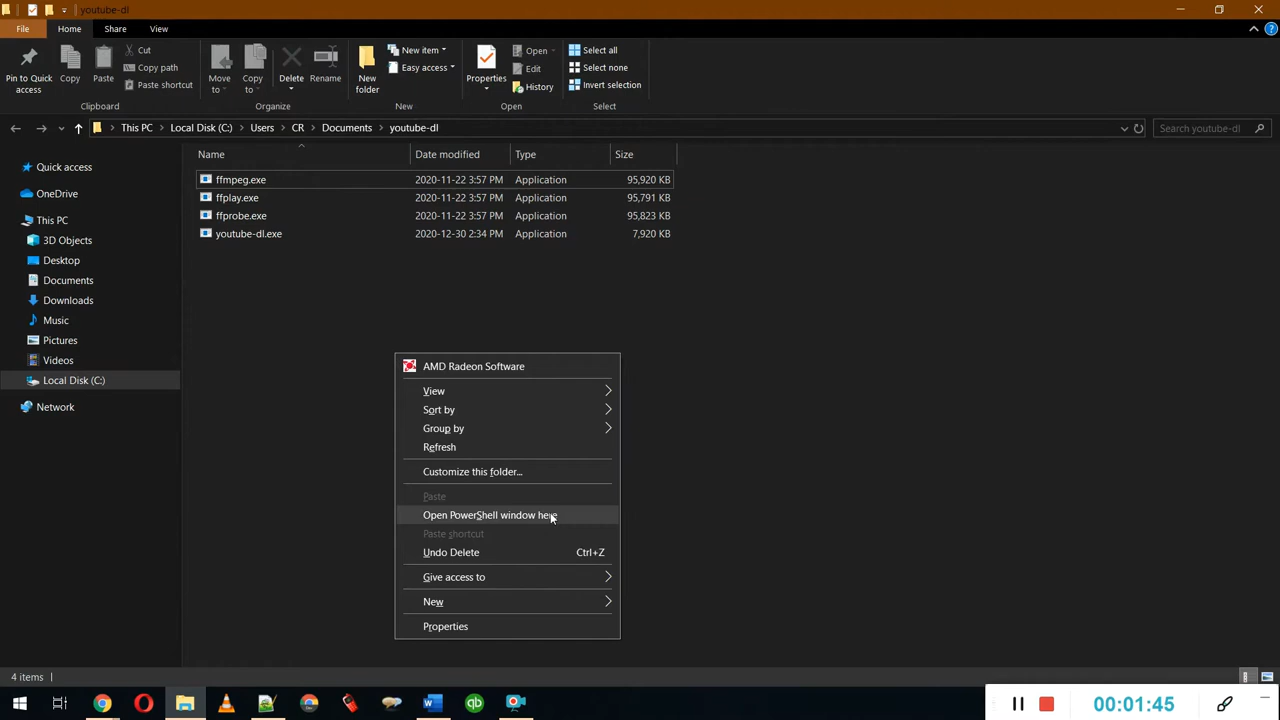 youtube-dl
File Home Share View
Pin to Quick access
Copy
Paste
Cut
Copy path
Paste shortcut
Clipboard
Move to
Copy to
Delete
Rename
Organize
New folder
New item
Easy access
New
Properties
Open
Edit
History
Open
Select all
Select none
Invert selection
Select
This PC Local Disk (C:) Users CR Documents youtube-dl
Search youtube-dl
Name Date modified Type Size
ffmpeg.exe 2020-11-22 3:57 PM Application 95,920 KB
ffplay.exe 2020-11-22 3:57 PM Application 95,791 KB
ffprobe.exe 2020-11-22 3:57 PM Application 95,823 KB
youtube-dl.exe 2020-12-30 2:34 PM Application 7,920 KB
Quick access
OneDrive
This PC
3D Objects
Desktop
Documents
Downloads
Music
Pictures
Videos
Local Disk (C:)
Network
AMD Radeon Software
View
Sort by
Group by
Refresh
Customize this folder...
Paste
Open PowerShell window here
Paste shortcut
Undo Delete Ctrl+Z
Give access to
New
Properties
4 items
00:01:45